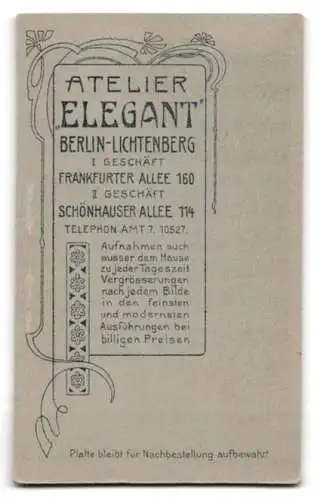 ATELIER
„ELEGANT"
BERLIN-LICHTENBERG
I GESCHÄFT
FRANKFURTER ALLEE 160
II GESCHÄFT
SCHÖNHAUSER ALLEE 114
TELEPHON AMT 7. 10527.
Aufnahmen auch
ausser dem Hause
zu jeder Tageszeit
Vergrösserungen
nach jedem Bilde
in den feinsten
und modernsten
Ausführungen bei
billigen Preisen
Platte bleibt für Nachbestellung aufbewahrt